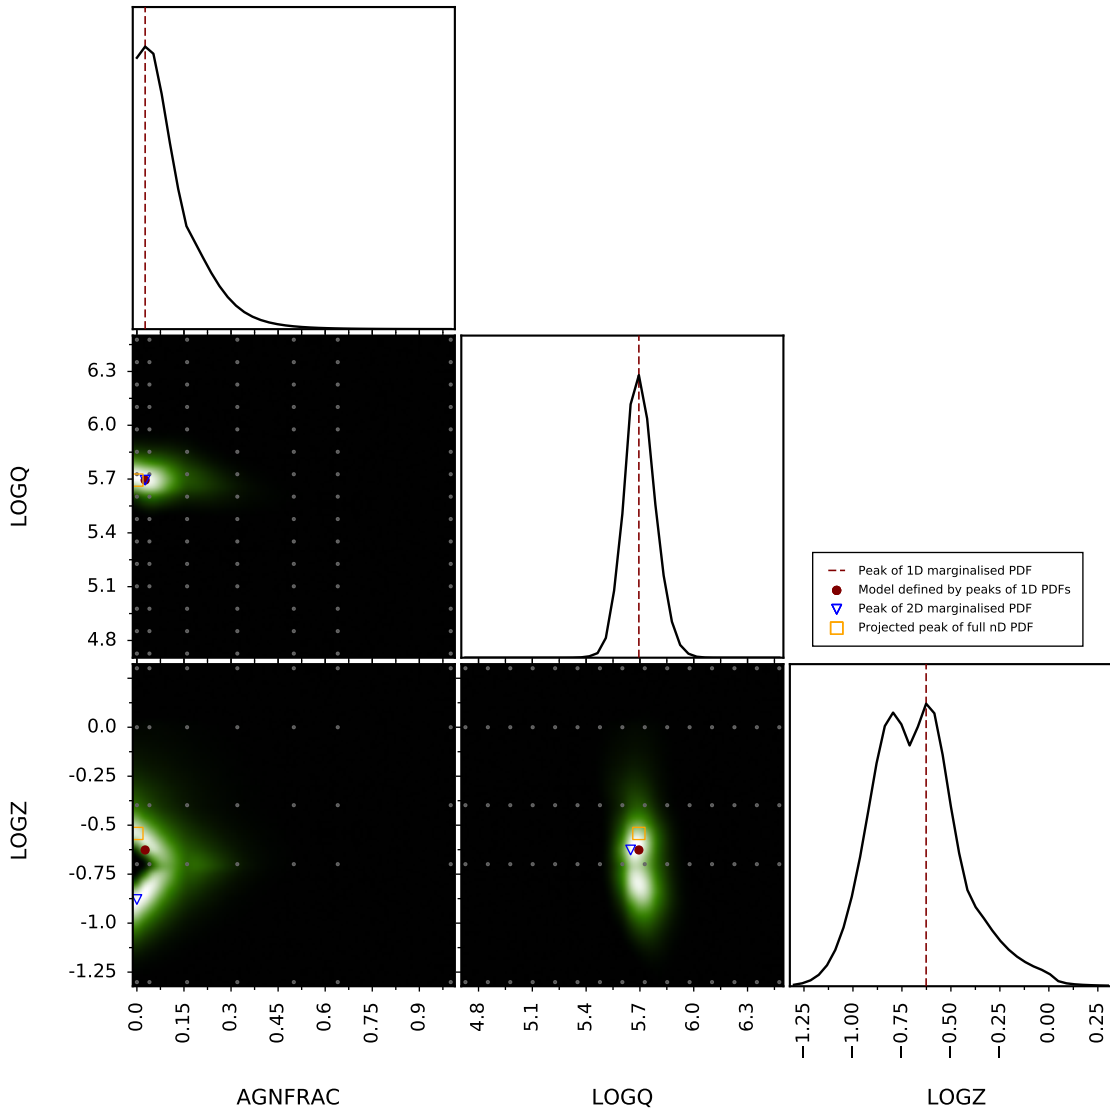 6.3
6.0
5.7
5.4
5.1
4.8
LOGQ
Peak of 1D marginalised PDF
Model defined by peaks of 1D PDFs
Peak of 2D marginalised PDF
Projected peak of full nD PDF
0.0
-0.25
-0.5
-0.75
-1.0
-1.25
LOGZ
0.0 0.15 0.3 0.45 0.6 0.75 0.9
4.8 5.1 5.4 5.7 6.0 6.3
−1.25 −1.00 −0.75 −0.50 −0.25 0.00 0.25
AGNFRAC LOGQ LOGZ